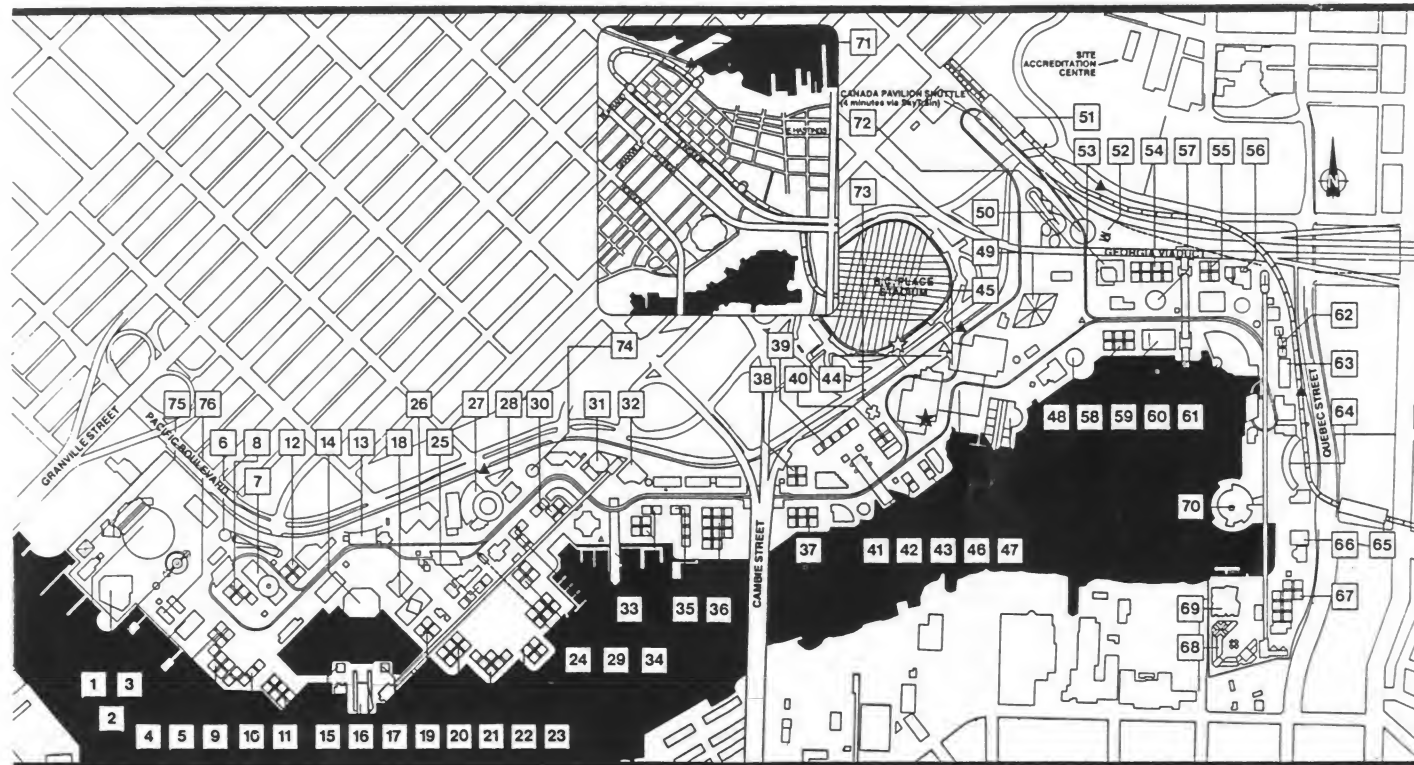 71
SITE
ACCREDITATION
CENTRE
CANADA PAVILION SHUTTLE
(4 minutes via SkyTrain)
E HASTINGS
72
51
53 52 54 57 55 56
N
73
50
GEORGIA VIADUCT
49
B.C. PLACE
STADIUM
45
62
63
74
39
38 40 44
64
QUEBEC STREET
GRANVILLE STREET
PACIFIC BOULEVARD
75 76
26 27 28 30 31 32
6 8 12 14 13 18 25
7
48 58 59 60 61
70
CAMBIE STREET
37 41 42 43 46 47
66 65
67
33 35 36
69
24 29 34
68
1 3
2
4 5 9 10 11 15 16 17 19 20 21 22 23